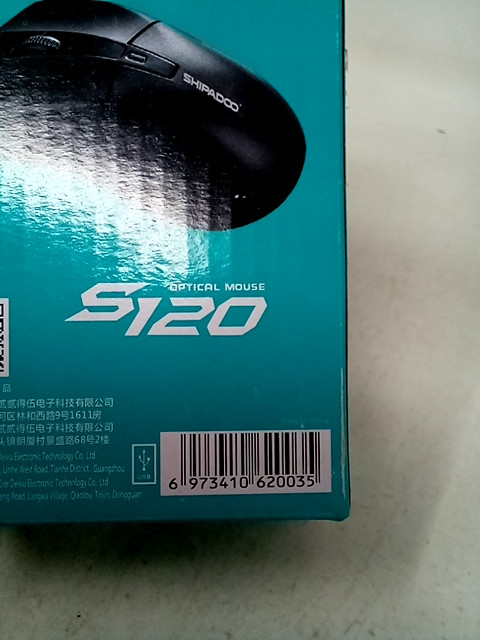 SHIPADOO
OPTICAL MOUSE
S120
品
贰贰得伍电子科技有限公司
河区林和西路9号1611房
贰贰得伍电子科技有限公司
头镇朗厦村景盛路68号2楼
Electronic Technology Co., Ltd
, Linhe West Road, Tianhe District, Guangzhou
Electronic Technology Co., Ltd
Road, Langxia Village, Qiaotou Town, Dongguan
USB
6 973410 620035